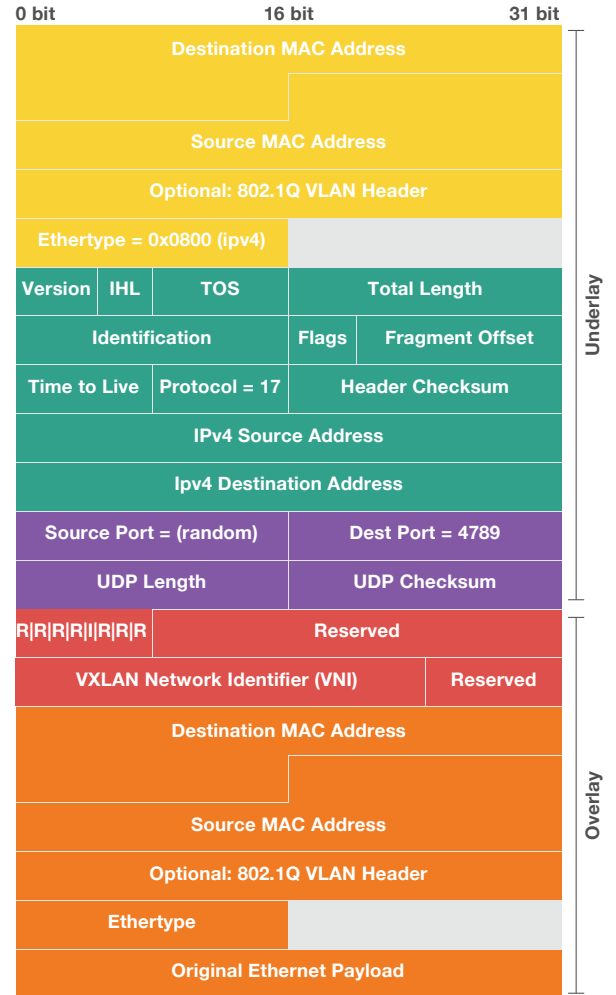 0 bit 16 bit 31 bit
Destination MAC Address
Source MAC Address
Optional: 802.1Q VLAN Header
Ethertype = 0x0800 (ipv4)
Version IHL TOS Total Length
Identification Flags Fragment Offset
Time to Live Protocol = 17 Header Checksum
IPv4 Source Address
Ipv4 Destination Address
Source Port = (random) Dest Port = 4789
UDP Length UDP Checksum
Underlay
R|R|R|R|I|R|R|R Reserved
VXLAN Network Identifier (VNI) Reserved
Destination MAC Address
Source MAC Address
Optional: 802.1Q VLAN Header
Ethertype
Original Ethernet Payload
Overlay